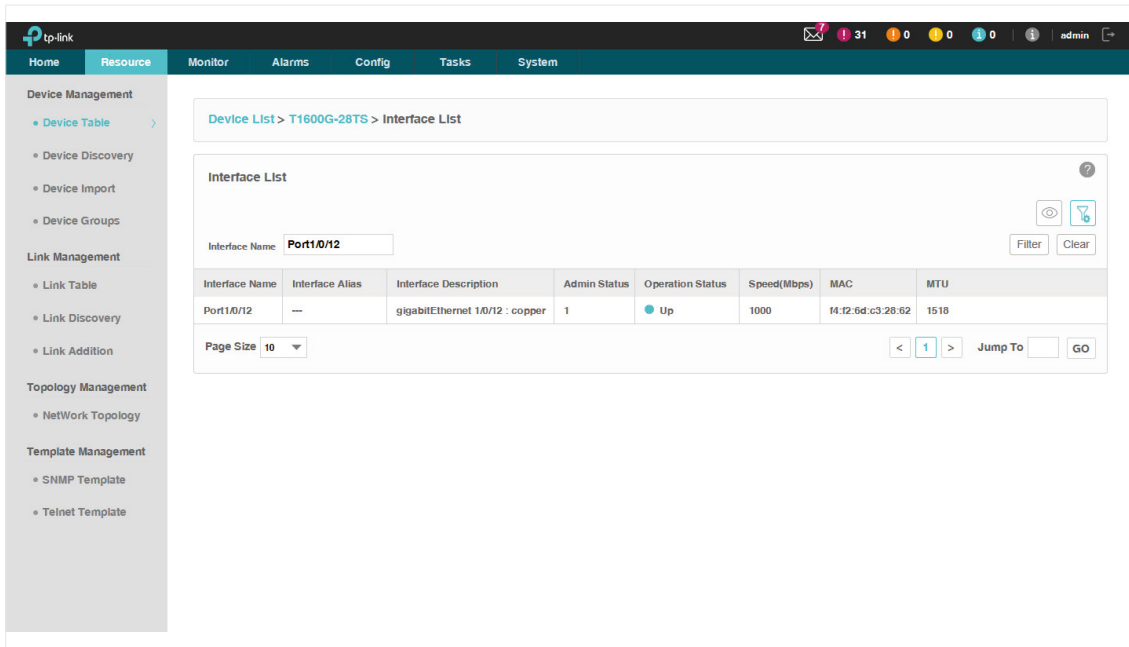 tp-link 7 31 0 0 0 admin
Home Resource Monitor Alarms Config Tasks System
Device Management
Device Table
Device Discovery
Device Import
Device Groups
Link Management
Link Table
Link Discovery
Link Addition
Topology Management
NetWork Topology
Template Management
SNMP Template
Telnet Template
Device List > T1600G-28TS > Interface List
Interface List
Interface Name Port1/0/12 Filter Clear
Interface Name Interface Alias Interface Description Admin Status Operation Status Speed(Mbps) MAC MTU
Port1/0/12 --- gigabitEthernet 1/0/12 : copper 1 Up 1000 f4:f2:6d:c3:28:62 1518
Page Size 10 < 1 > Jump To GO